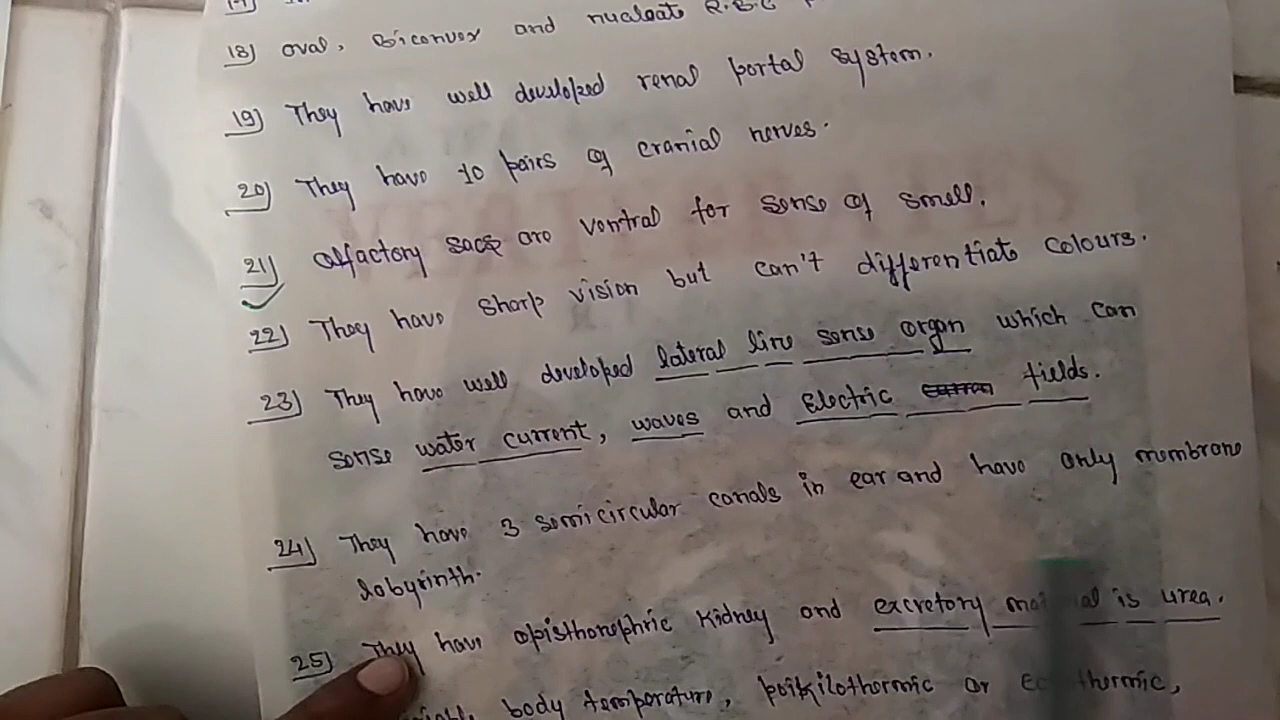 18) oval, Biconvex and nucleate R.B.C
19) They have well developed renal portal system.
20) They have 10 pairs of cranial nerves.
21) olfactory sacs are ventral for sense of smell.
22) They have sharp vision but can't differentiate colours.
23) They have well developed lateral line sense organ which can
sense water current, waves and Electric fields.
24) They have 3 semicircular canals in ear and have only membrane
labyrinth.
25) They have opisthonephric kidney and excretory is urea.
body temperature, poikilothermic or